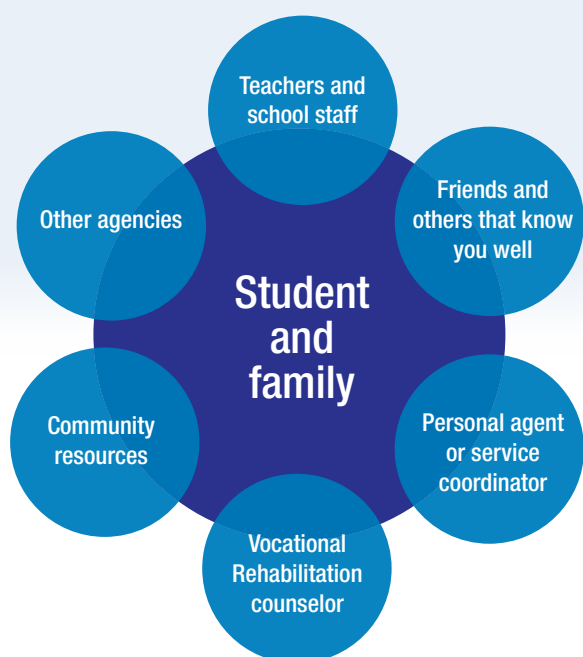 Teachers and
school staff
Other agencies
Friends and
others that know
you well
Student
and
family
Community
resources
Personal agent
or service
coordinator
Vocational
Rehabilitation
counselor